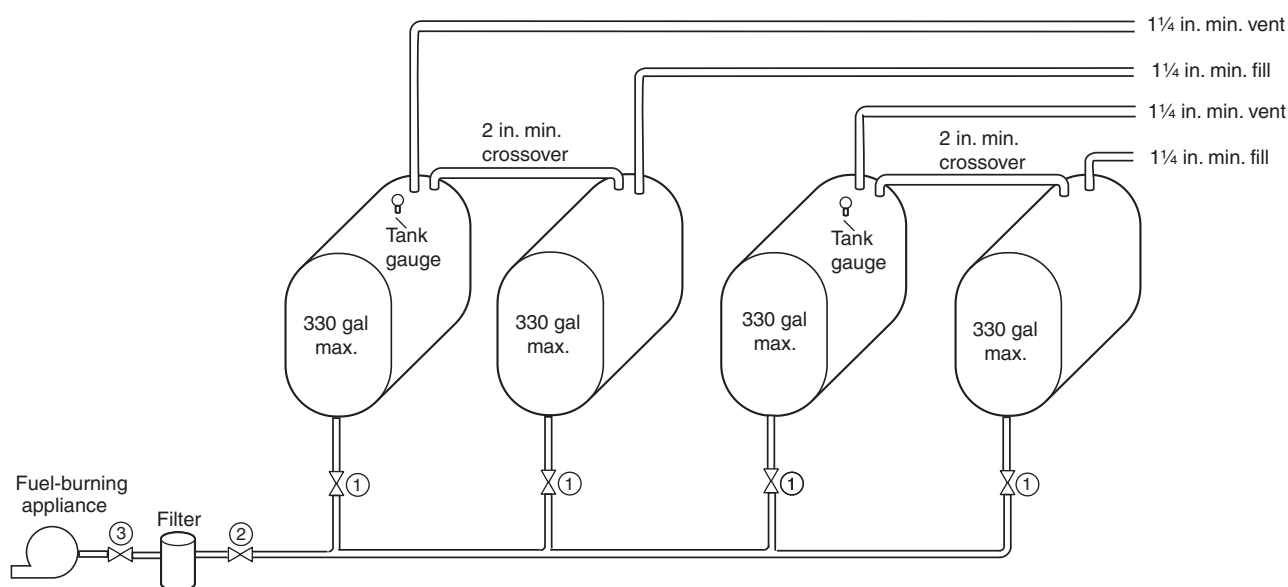 1¼ in. min. vent
1¼ in. min. fill
1¼ in. min. vent
1¼ in. min. fill
2 in. min.
crossover
2 in. min.
crossover
Tank
gauge
Tank
gauge
330 gal
max.
330 gal
max.
330 gal
max.
330 gal
max.
1
1
1
1
Fuel-burning
appliance
3
Filter
2